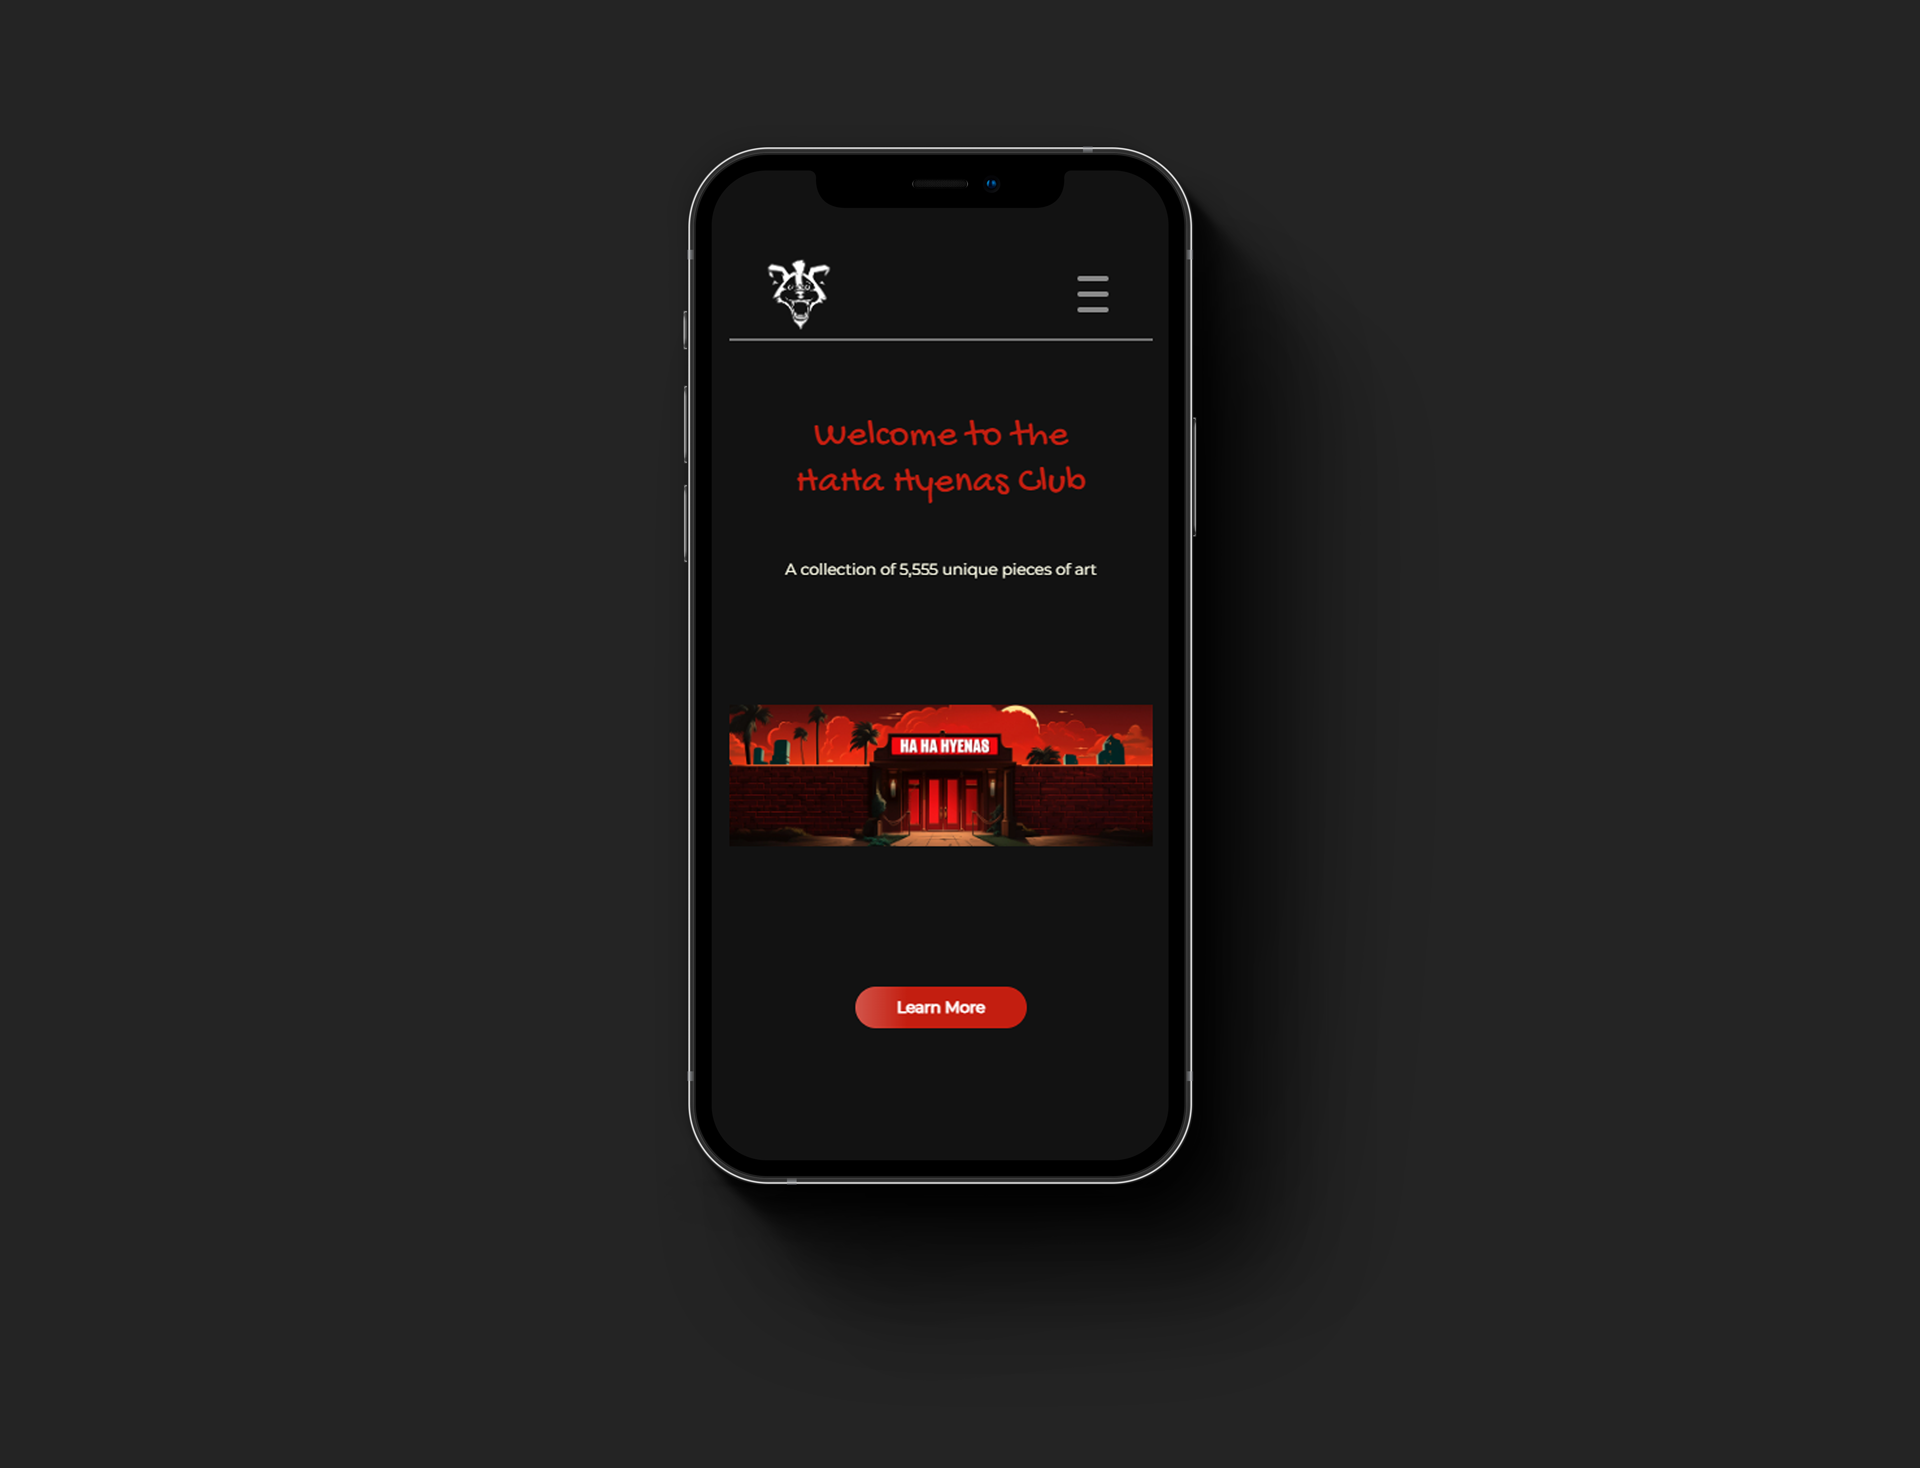 Welcome to the
HaHa Hyenas Club
A collection of 5,555 unique pieces of art
HA HA HYENAS
Learn More